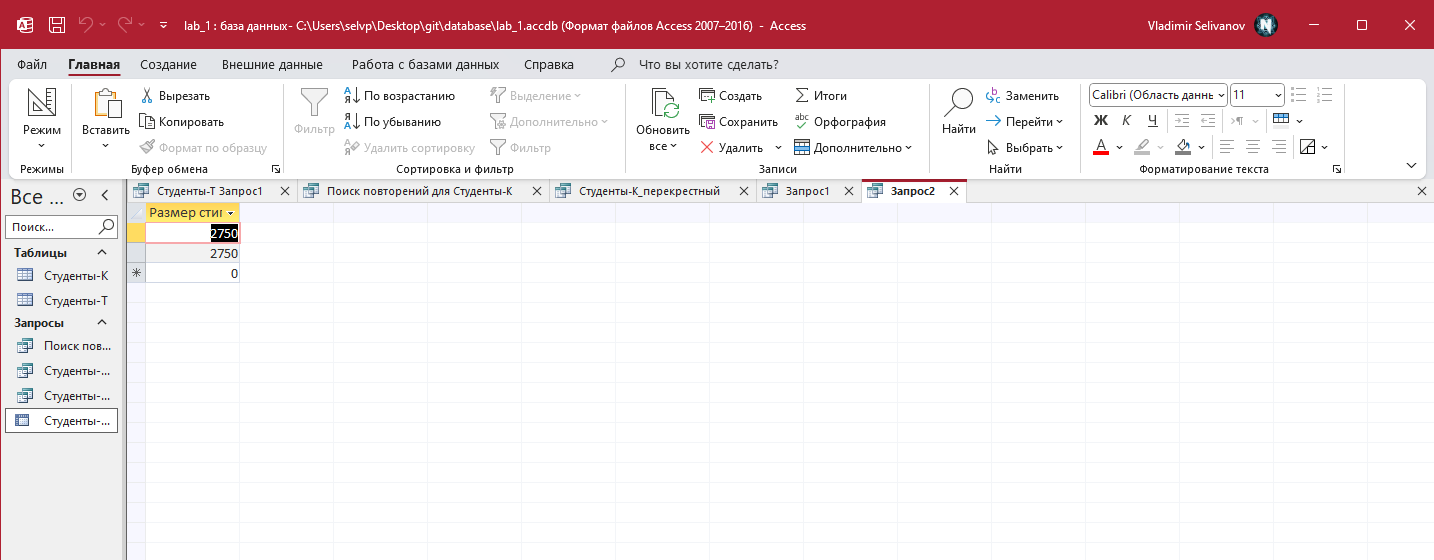 lab_1 : база данных- C:\Users\selvp\Desktop\git\database\lab_1.accdb (Формат файлов Access 2007–2016) - Access
Vladimir Selivanov
Файл Главная Создание Внешние данные Работа с базами данных Справка Что вы хотите сделать?
Режим
Режимы
Вставить
Вырезать
Копировать
Формат по образцу
Буфер обмена
Фильтр
По возрастанию
По убыванию
Удалить сортировку
Выделение
Дополнительно
Фильтр
Сортировка и фильтр
Обновить
все
Создать
Сохранить
Удалить
Итоги
Орфография
Дополнительно
Записи
Найти
Заменить
Перейти
Выбрать
Найти
Calibri (Область данны 11
Ж К Ч
Форматирование текста
Все ...
Поиск...
Таблицы
Студенты-К
Студенты-Т
Запросы
Поиск пов...
Студенты-...
Студенты-...
Студенты-...
Студенты-Т Запрос1 Поиск повторений для Студенты-К Студенты-К_перекрестный Запрос1 Запрос2
Размер стип
2750
2750
0